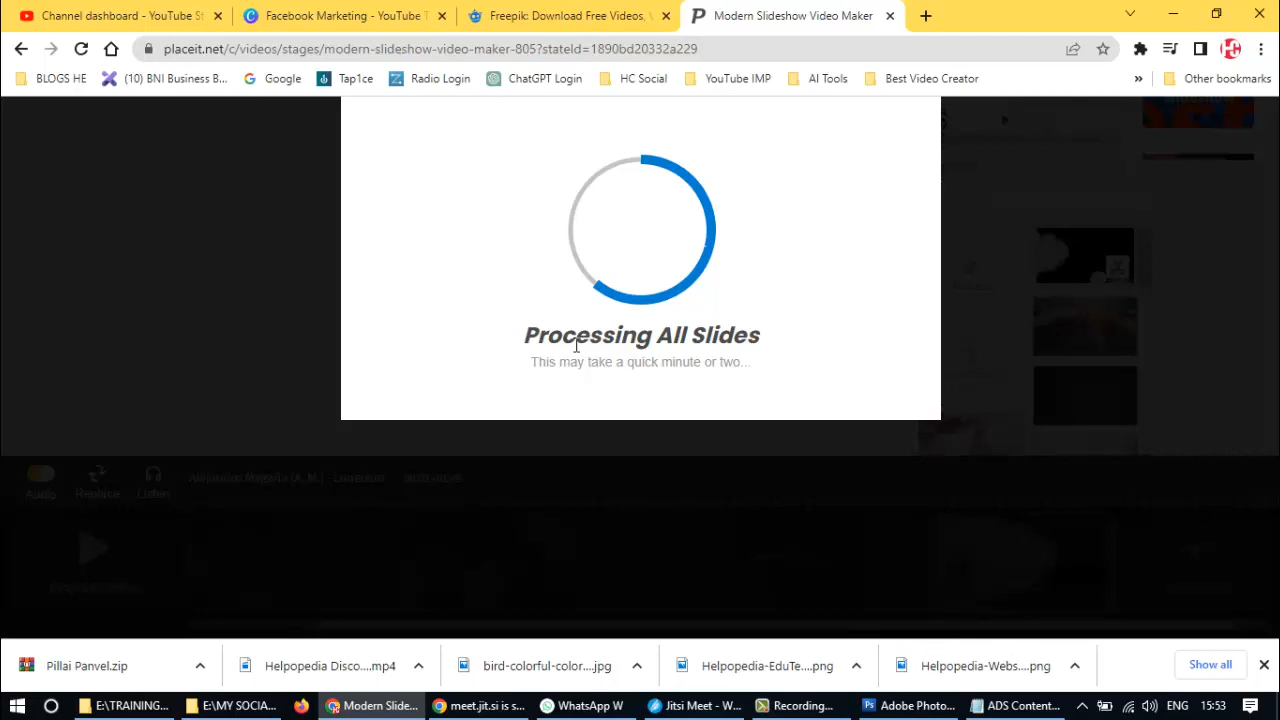 Channel dashboard - YouTube St
Facebook Marketing - YouTube T
Freepik: Download Free Videos, V
Modern Slideshow Video Maker
placeit.net/c/videos/stages/modern-slideshow-video-maker-805?stateId=1890bd20332a229
BLOGS HE
(10) BNI Business B...
Google
Tap1ce
Radio Login
ChatGPT Login
HC Social
YouTube IMP
AI Tools
Best Video Creator
»
Other bookmarks
Processing All Slides
This may take a quick minute or two...
Audio
Replace
Listen
Pillai Panvel.zip
Helpopedia Disco....mp4
bird-colorful-color....jpg
Helpopedia-EduTe....png
Helpopedia-Webs....png
Show all
E:\TRAINING...
E:\MY SOCIA...
Modern Slide...
meet.jit.si is s...
WhatsApp W
Jitsi Meet - W...
Recording...
Adobe Photo...
ADS Content...
ENG
15:53